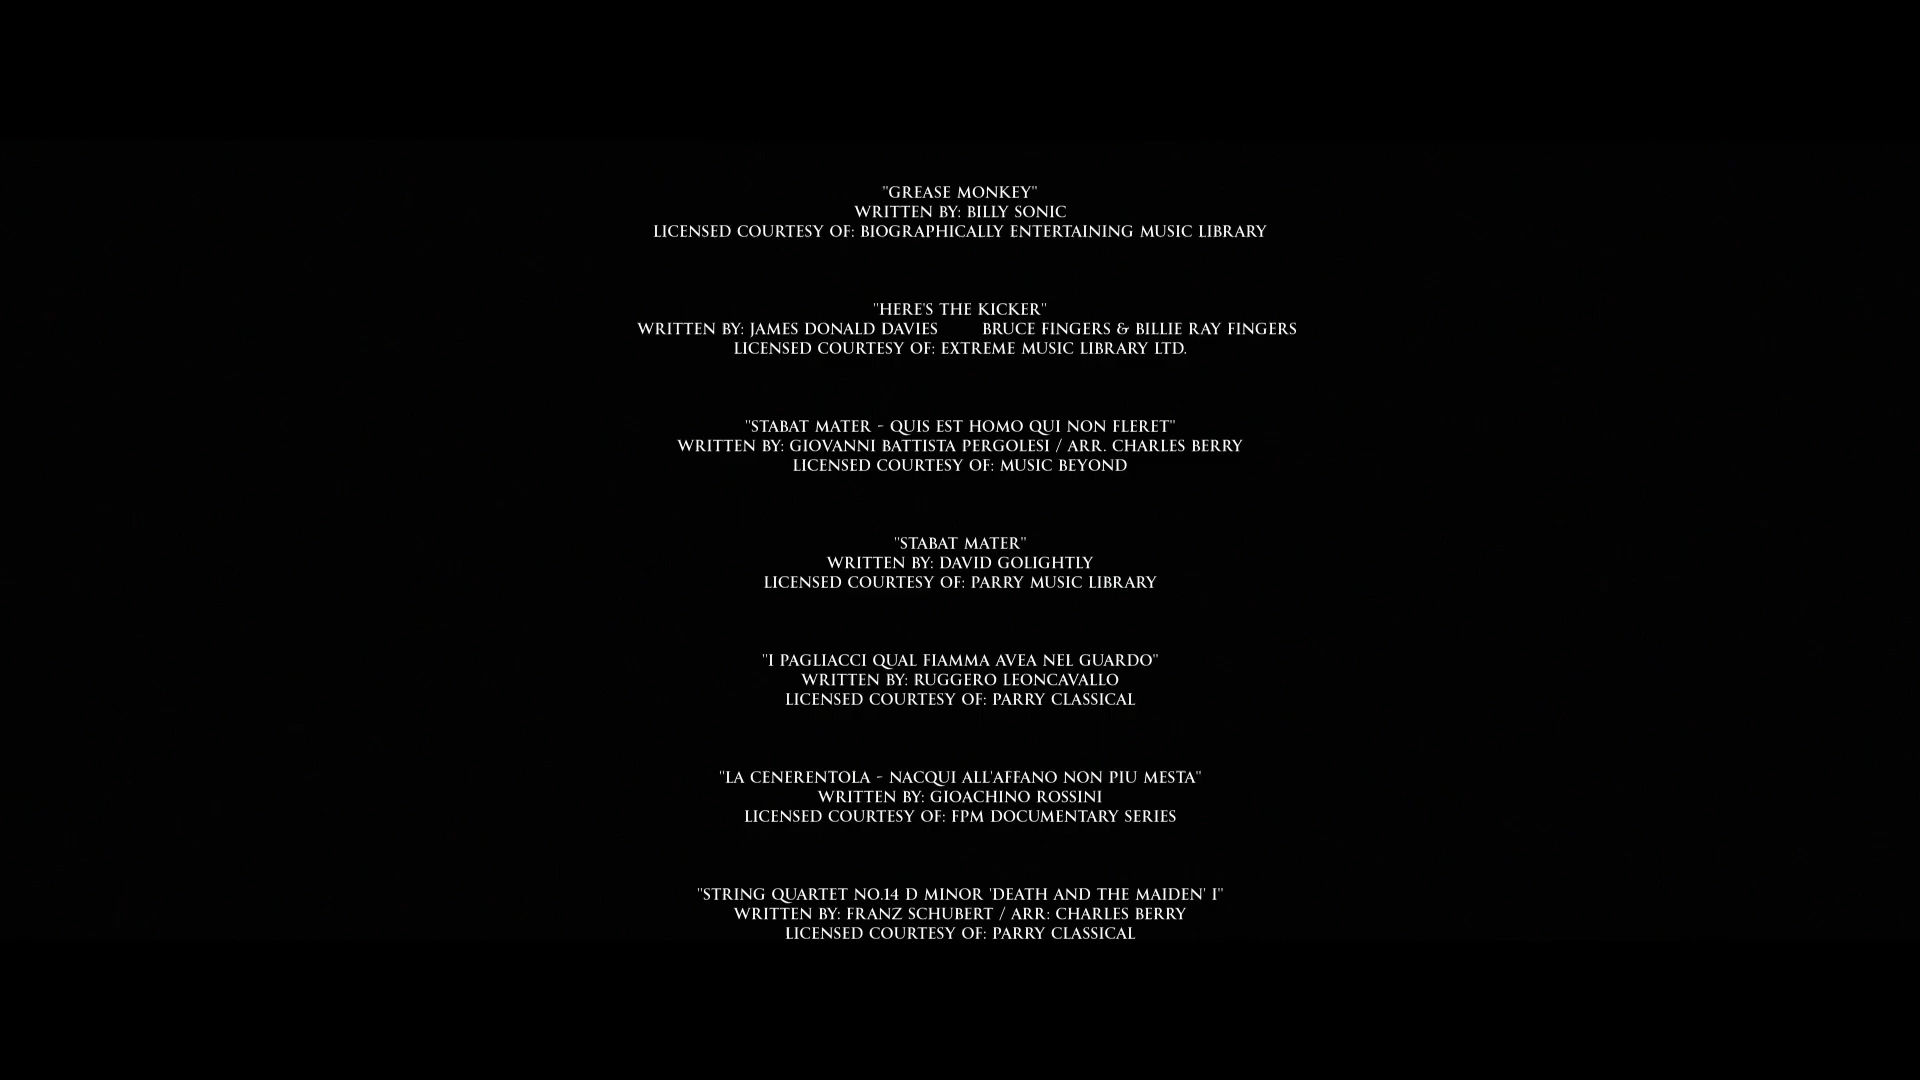 "GREASE MONKEY"
WRITTEN BY: BILLY SONIC
LICENSED COURTESY OF: BIOGRAPHICALLY ENTERTAINING MUSIC LIBRARY
"HERE'S THE KICKER"
WRITTEN BY: JAMES DONALD DAVIES BRUCE FINGERS & BILLIE RAY FINGERS
LICENSED COURTESY OF: EXTREME MUSIC LIBRARY LTD.
"STABAT MATER - QUIS EST HOMO QUI NON FLERET"
WRITTEN BY: GIOVANNI BATTISTA PERGOLESI / ARR. CHARLES BERRY
LICENSED COURTESY OF: MUSIC BEYOND
"STABAT MATER"
WRITTEN BY: DAVID GOLIGHTLY
LICENSED COURTESY OF: PARRY MUSIC LIBRARY
"I PAGLIACCI QUAL FIAMMA AVEA NEL GUARDO"
WRITTEN BY: RUGGERO LEONCAVALLO
LICENSED COURTESY OF: PARRY CLASSICAL
"LA CENERENTOLA - NACQUI ALL'AFFANO NON PIU MESTA"
WRITTEN BY: GIOACHINO ROSSINI
LICENSED COURTESY OF: FPM DOCUMENTARY SERIES
"STRING QUARTET NO.14 D MINOR 'DEATH AND THE MAIDEN' I"
WRITTEN BY: FRANZ SCHUBERT / ARR: CHARLES BERRY
LICENSED COURTESY OF: PARRY CLASSICAL